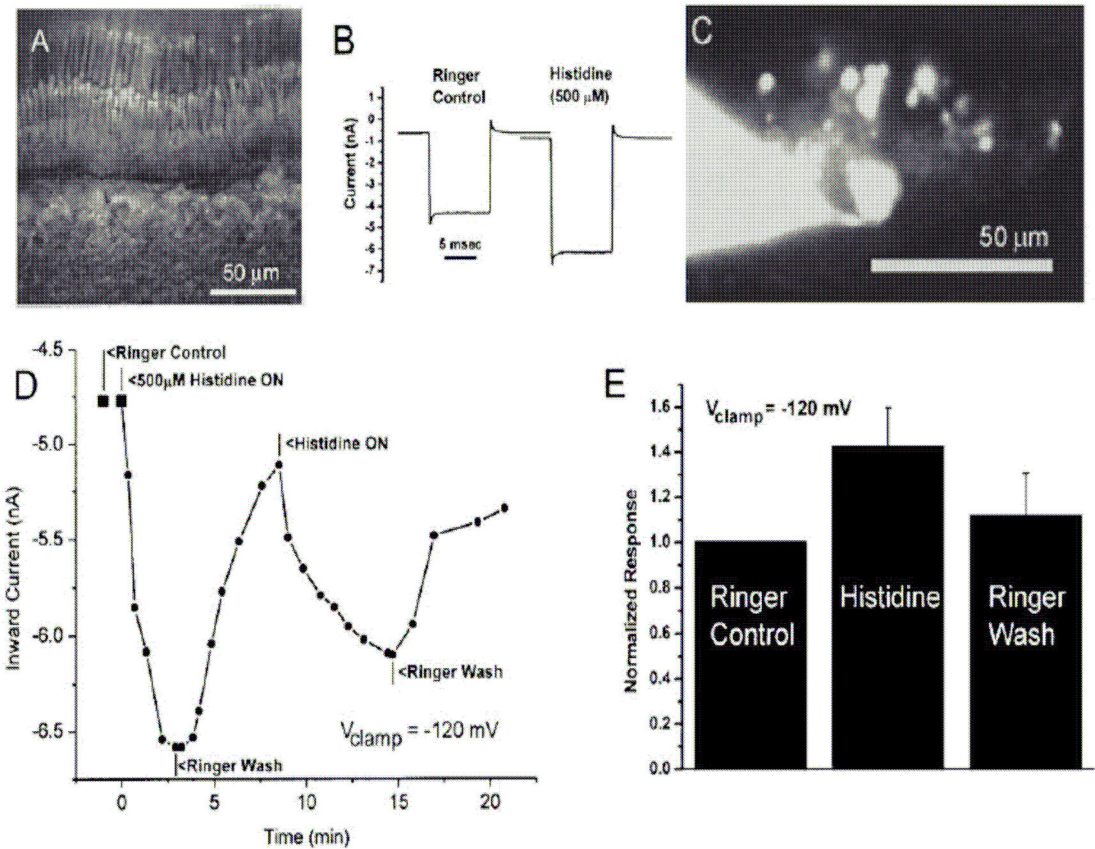 A
50 μm
B
Ringer
Control
Histidine
(500 μM)
1
0
-1
-2
-3
-4
-5
-6
-7
Current (nA)
5 msec
C
50 μm
D
-4.5
-5.0
-5.5
-6.0
-6.5
Inward Current (nA)
<Ringer Control
<500μM Histidine ON
<Histidine ON
<Ringer Wash
<Ringer Wash
Vclamp = -120 mV
0
5
10
15
20
Time (min)
E
Vclamp = -120 mV
1.6
1.4
1.2
1.0
0.8
0.6
0.4
0.2
0.0
Normalized Response
Ringer
Control
Histidine
Ringer
Wash